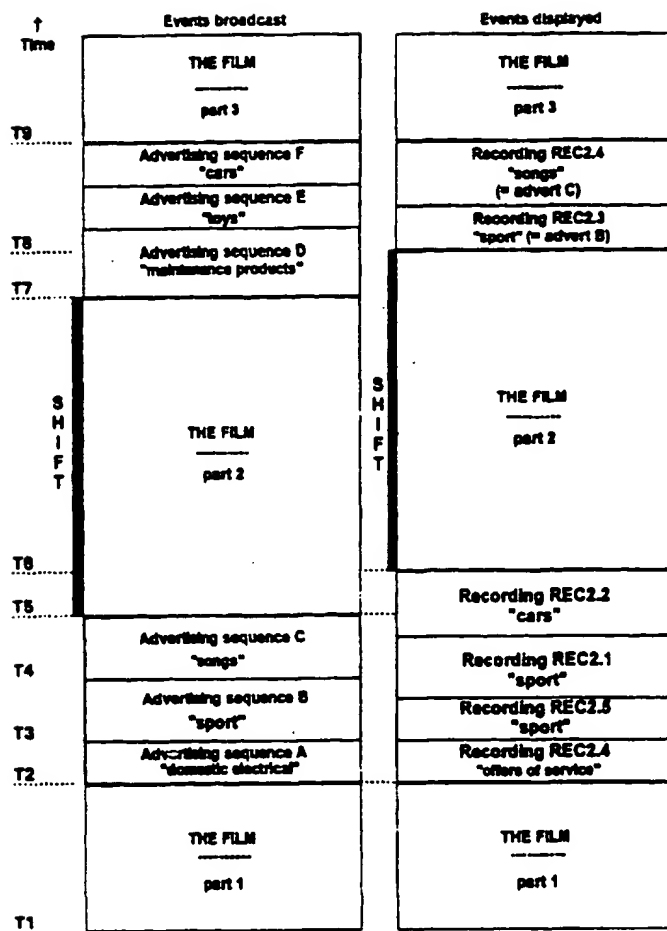 ↑
Time
Events broadcast
Events displayed
THE FILM
part 3
THE FILM
part 3
T9
Advertising sequence F
"cars"
Recording REC2.4
"songs"
(= advert C)
Advertising sequence E
"toys"
Recording REC2.3
"sport" (= advert B)
T8
Advertising sequence D
"maintenance products"
T7
SHIFT
THE FILM
part 2
SHIFT
THE FILM
part 2
T6
Recording REC2.2
"cars"
T5
Advertising sequence C
"songs"
Recording REC2.1
"sport"
T4
Advertising sequence B
"sport"
Recording REC2.5
"sport"
T3
Advertising sequence A
"domestic electrical"
Recording REC2.4
"offers of service"
T2
THE FILM
part 1
THE FILM
part 1
T1